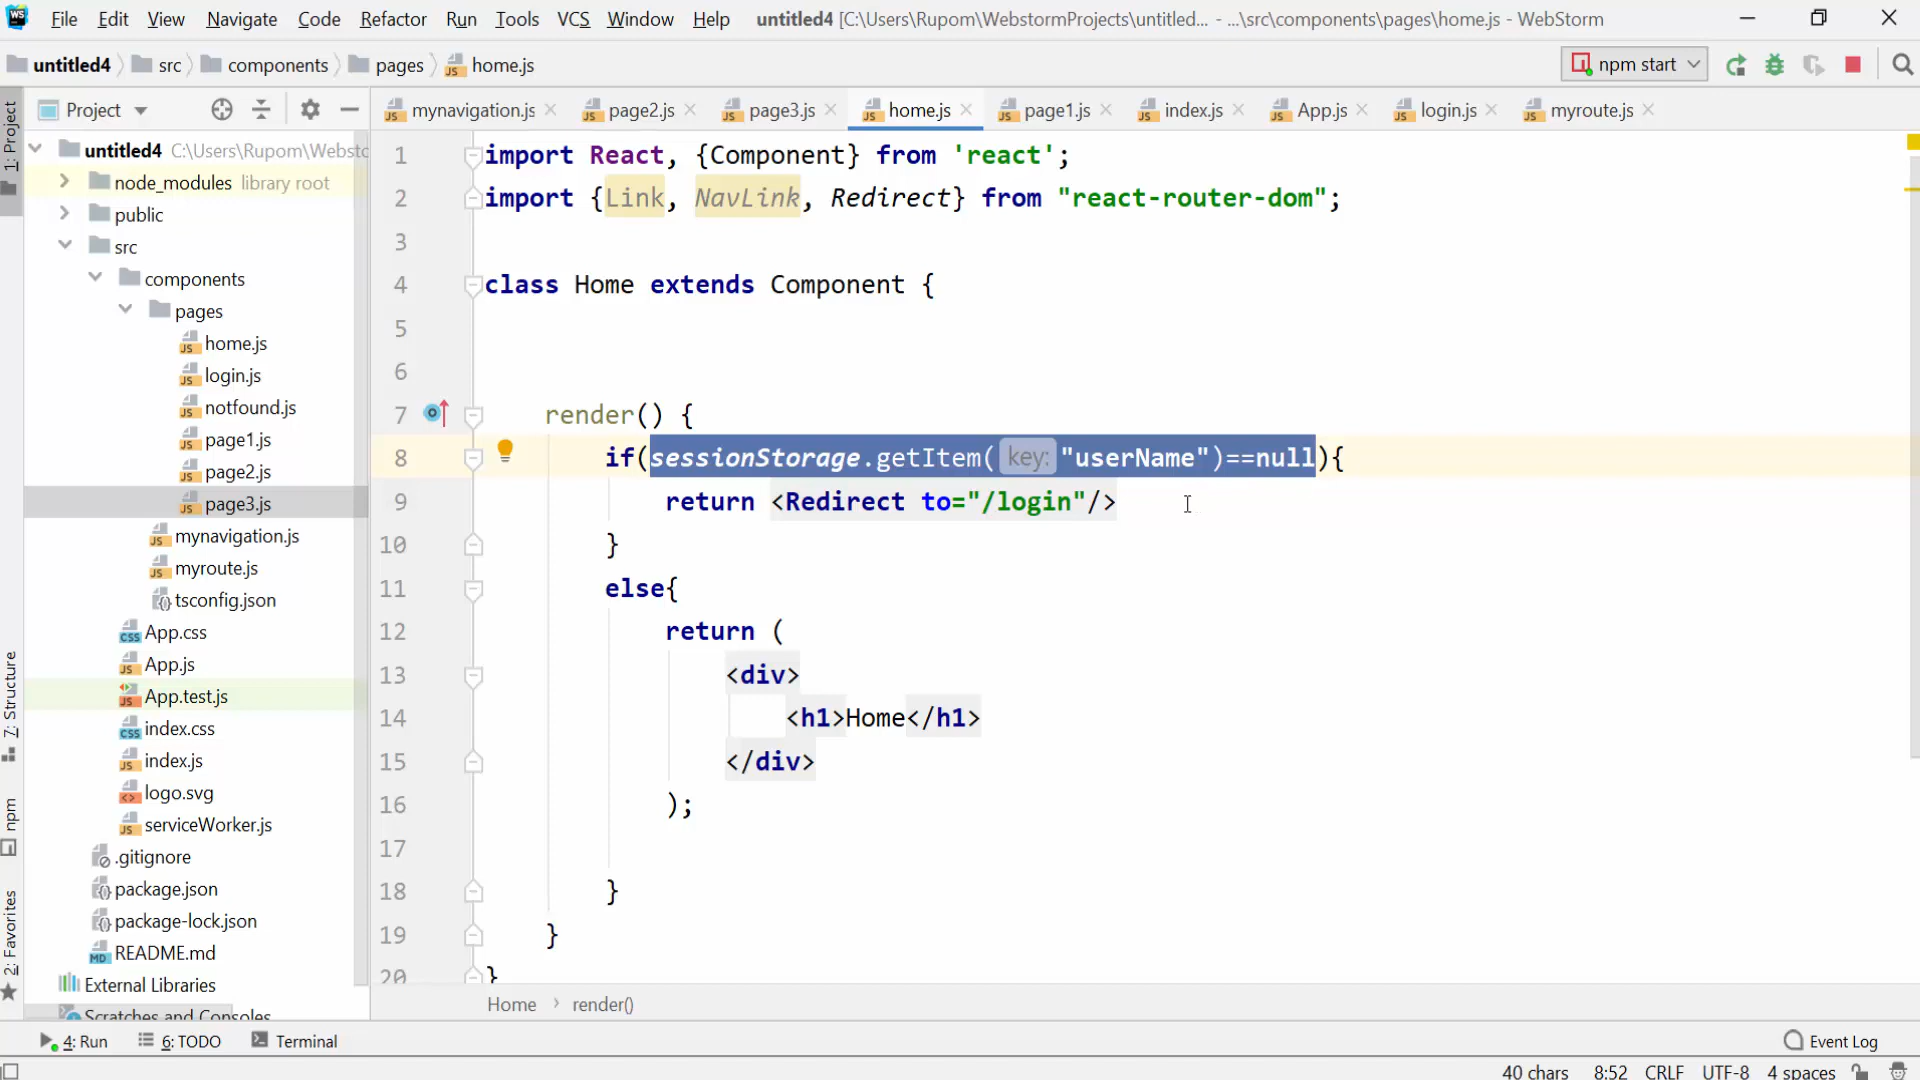 WS File Edit View Navigate Code Refactor Run Tools VCS Window Help untitled4 [C:\Users\Rupom\WebstormProjects\untitled... - ...\src\components\pages\home.js - WebStorm
untitled4 src components pages home.js npm start
1: Project
Project
mynavigation.js page2.js page3.js home.js page1.js index.js App.js login.js myroute.js
untitled4 C:\Users\Rupom\Webstc
node_modules library root
public
src
components
pages
home.js
login.js
notfound.js
page1.js
page2.js
page3.js
mynavigation.js
myroute.js
tsconfig.json
App.css
App.js
App.test.js
index.css
index.js
logo.svg
serviceWorker.js
.gitignore
package.json
package-lock.json
README.md
External Libraries
Scratches and Consoles
7: Structure
npm
2: Favorites
1 import React, {Component} from 'react';
2 import {Link, NavLink, Redirect} from "react-router-dom";
3
4 class Home extends Component {
5
6
7 render() {
8 if(sessionStorage.getItem( key: "userName")==null){
9 return <Redirect to="/login"/>
10 }
11 else{
12 return (
13 <div>
14 <h1>Home</h1>
15 </div>
16 );
17
18 }
19 }
20 }
Home render()
4: Run 6: TODO Terminal Event Log
40 chars 8:52 CRLF UTF-8 4 spaces